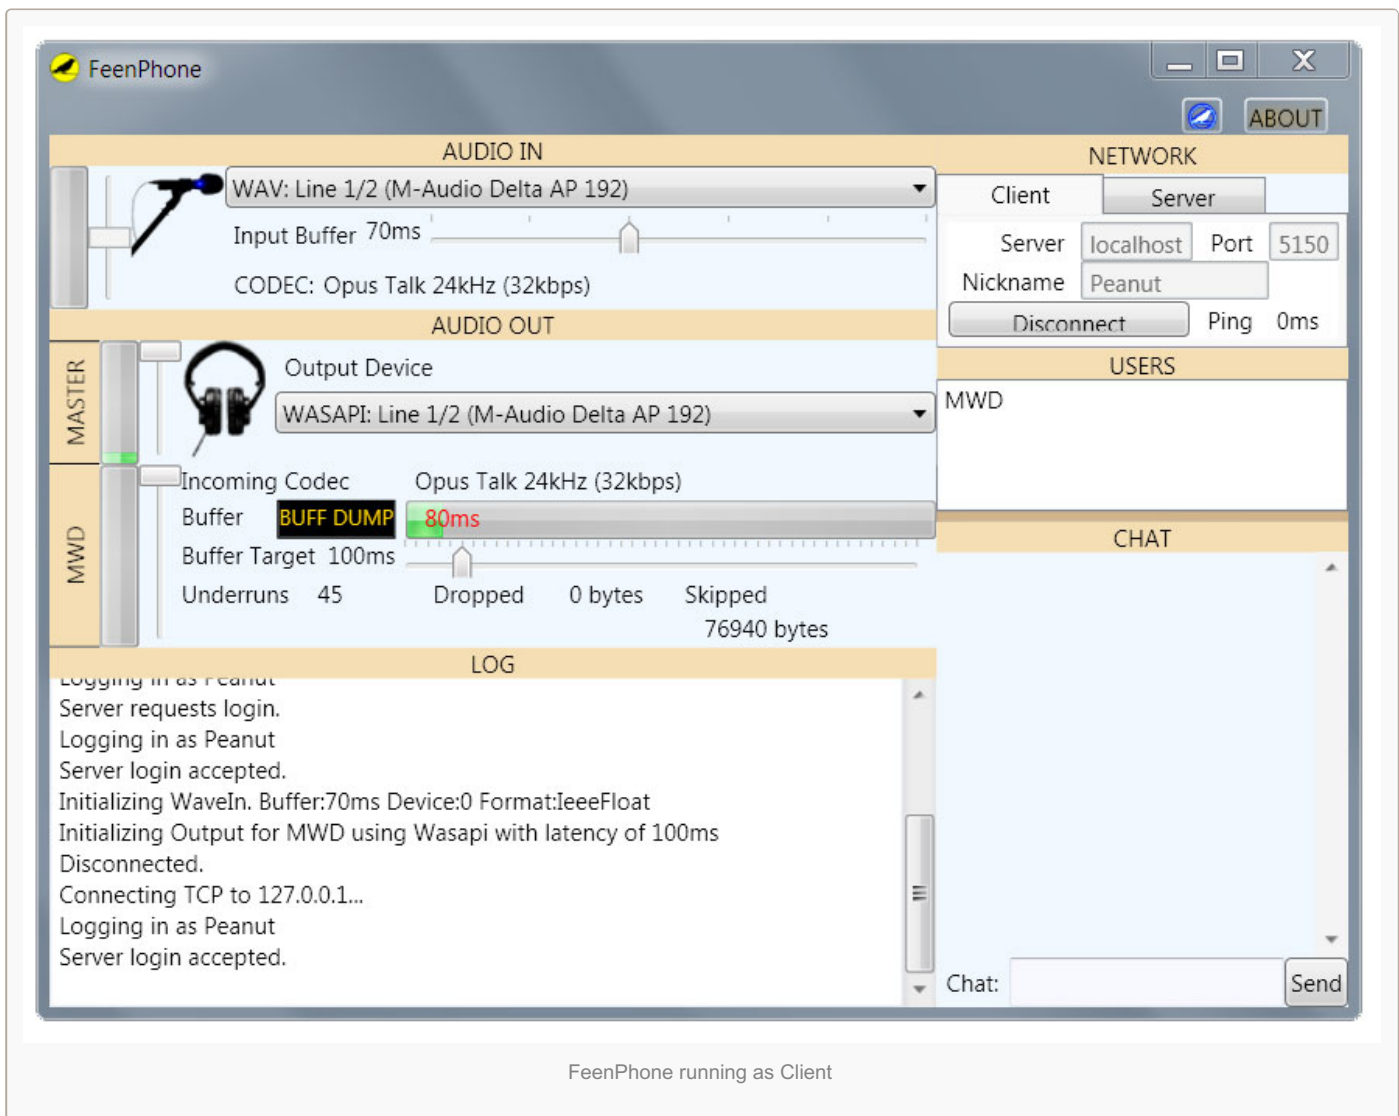 FeenPhone
ABOUT
AUDIO IN
WAV: Line 1/2 (M-Audio Delta AP 192)
Input Buffer 70ms
CODEC: Opus Talk 24kHz (32kbps)
AUDIO OUT
MASTER
Output Device
WASAPI: Line 1/2 (M-Audio Delta AP 192)
MWD
Incoming Codec Opus Talk 24kHz (32kbps)
Buffer BUFF DUMP 80ms
Buffer Target 100ms
Underruns 45 Dropped 0 bytes Skipped
76940 bytes
LOG
Logging in as Peanut
Server requests login.
Logging in as Peanut
Server login accepted.
Initializing WaveIn. Buffer:70ms Device:0 Format:IeeeFloat
Initializing Output for MWD using Wasapi with latency of 100ms
Disconnected.
Connecting TCP to 127.0.0.1...
Logging in as Peanut
Server login accepted.
NETWORK
Client Server
Server localhost Port 5150
Nickname Peanut
Disconnect Ping 0ms
USERS
MWD
CHAT
Chat: Send
FeenPhone running as Client